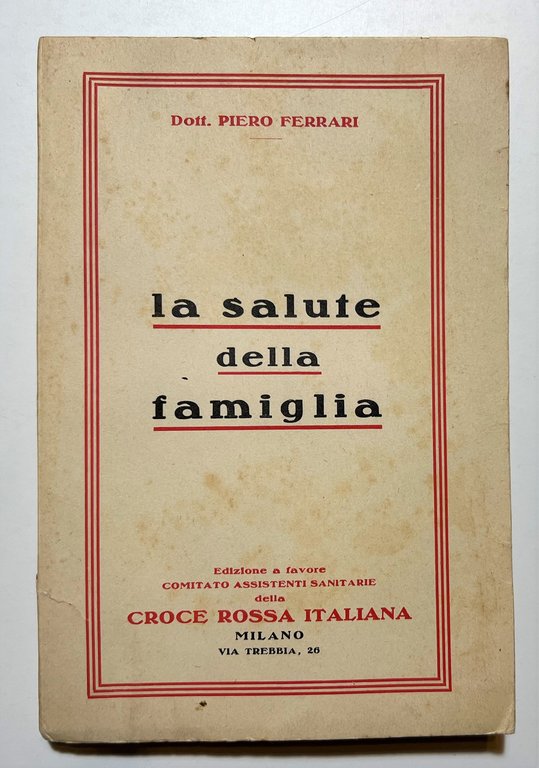 Dott. PIERO FERRARI
la salute
della
famiglia
Edizione a favore
COMITATO ASSISTENTI SANITARIE
della
CROCE ROSSA ITALIANA
MILANO
VIA TREBBIA, 26